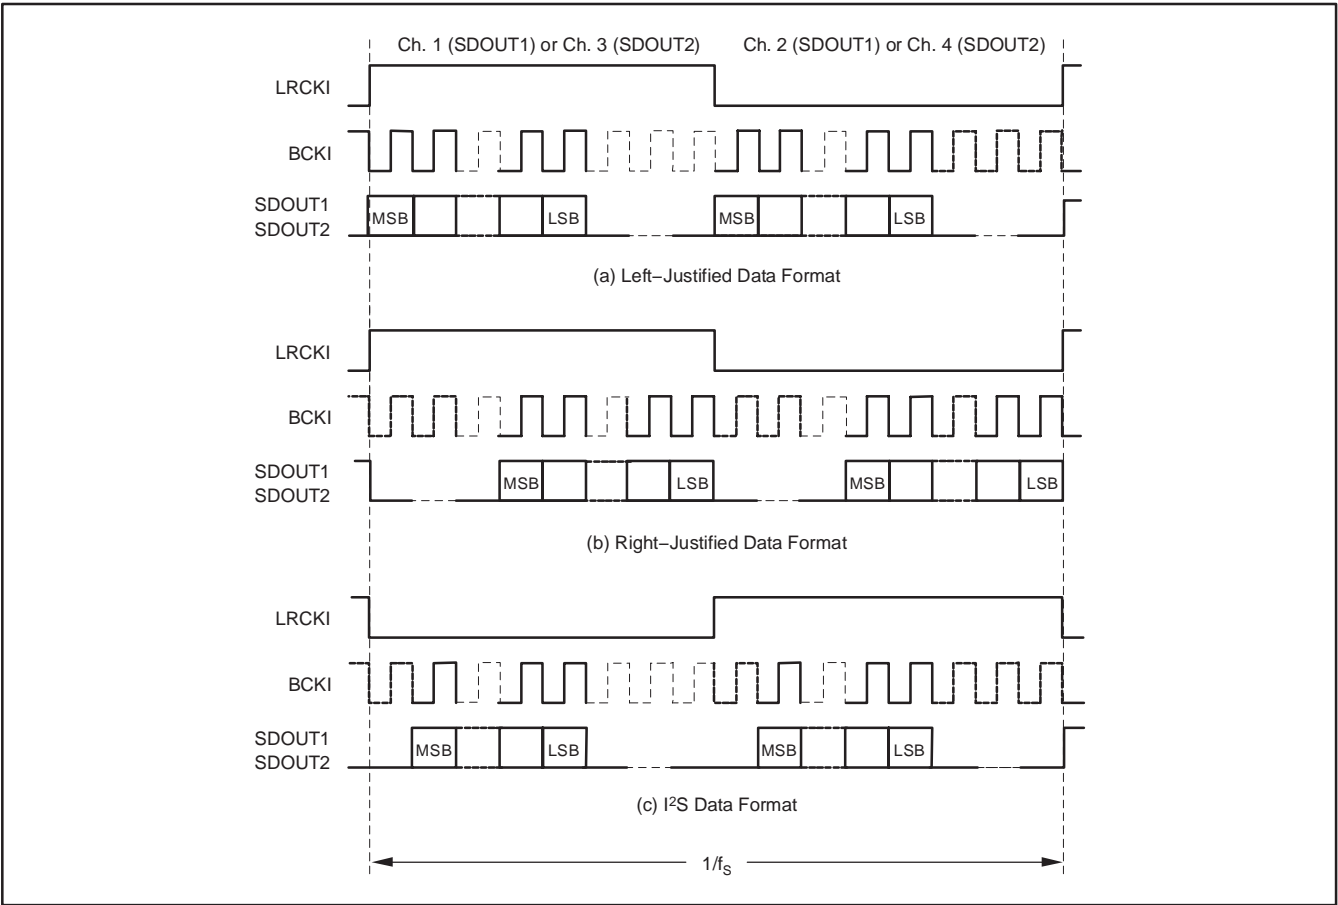 Ch. 1 (SDOUT1) or Ch. 3 (SDOUT2) Ch. 2 (SDOUT1) or Ch. 4 (SDOUT2)
LRCKI
BCKI
SDOUT1
SDOUT2
MSB LSB MSB LSB
(a) Left−Justified Data Format
LRCKI
BCKI
SDOUT1
SDOUT2
MSB LSB MSB LSB
(b) Right−Justified Data Format
LRCKI
BCKI
SDOUT1
SDOUT2
MSB LSB MSB LSB
(c) I²S Data Format
1/fS